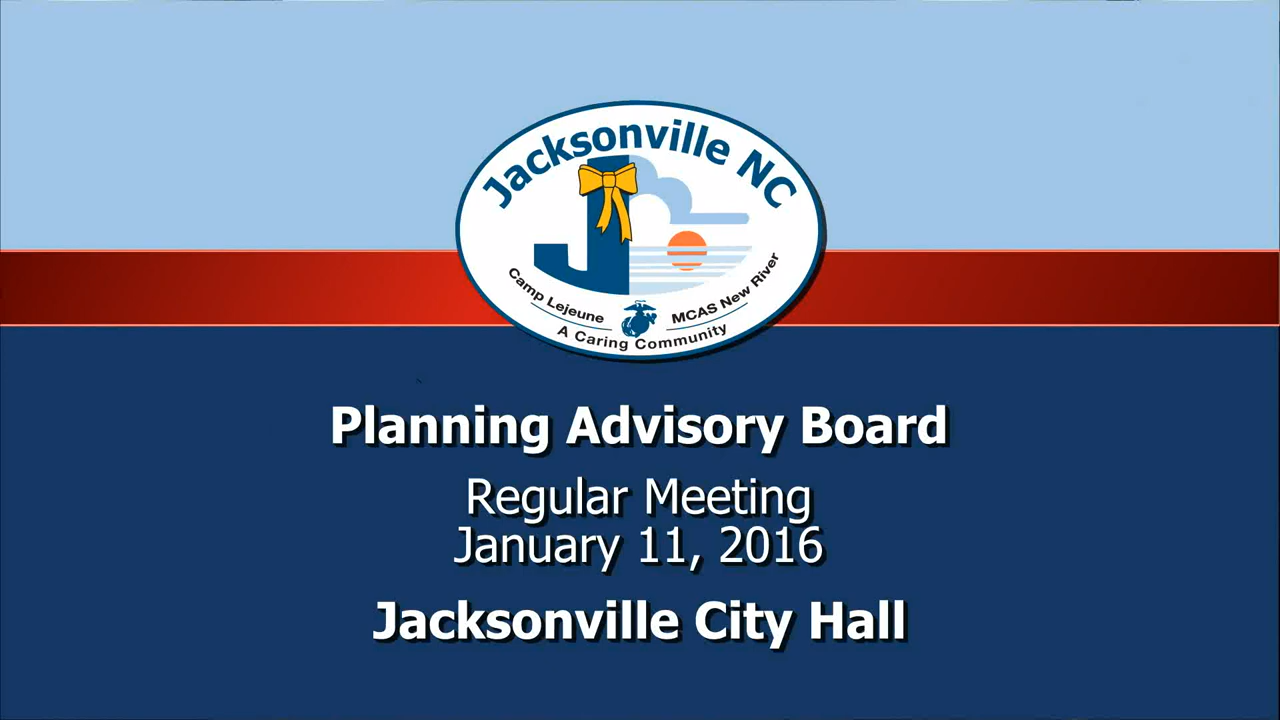 Jacksonville NC
Camp Lejeune
MCAS New River
A Caring Community
Planning Advisory Board
Regular Meeting
January 11, 2016
Jacksonville City Hall